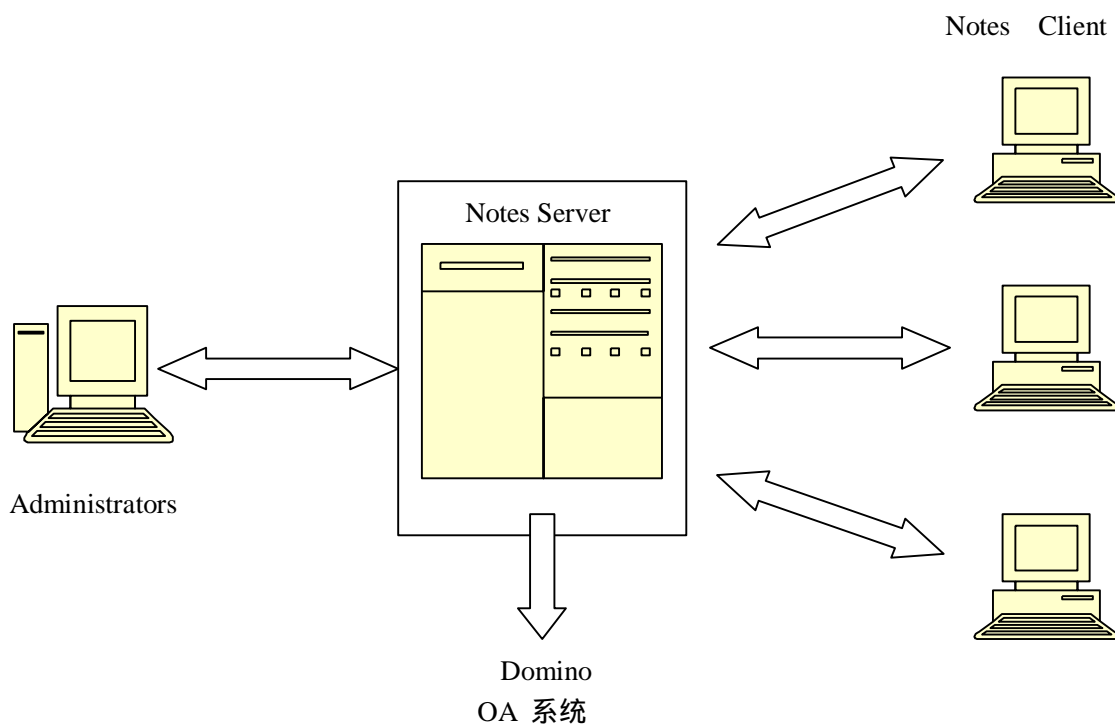 Notes Client
Notes Server
Administrators
Domino
OA 系统